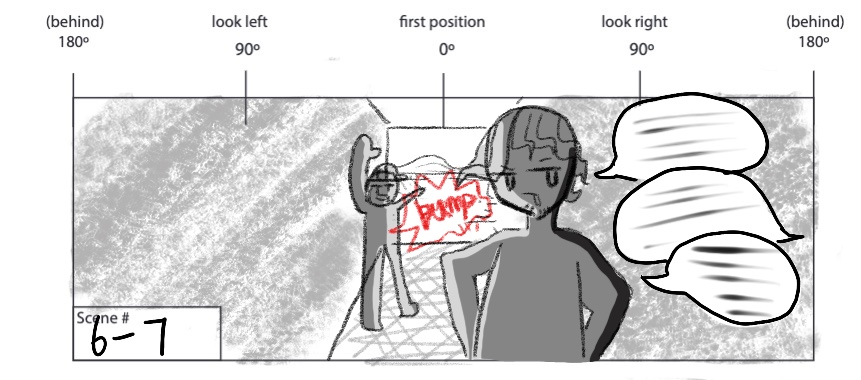 (behind) look left first position look right (behind)
180º 90º 0º 90º 180º
bump!
Scene #
6-7